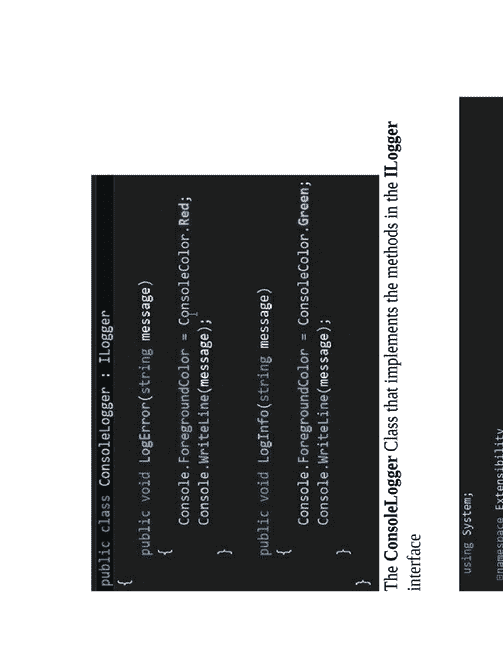 public class ConsoleLogger : ILogger
{
public void LogError(string message)
{
Console.ForegroundColor = ConsoleColor.Red;
Console.WriteLine(message);
}
public void LogInfo(string message)
{
Console.ForegroundColor = ConsoleColor.Green;
Console.WriteLine(message);
}
}
The ConsoleLogger Class that implements the methods in the ILogger
interface
using System;
namespace Extensibility